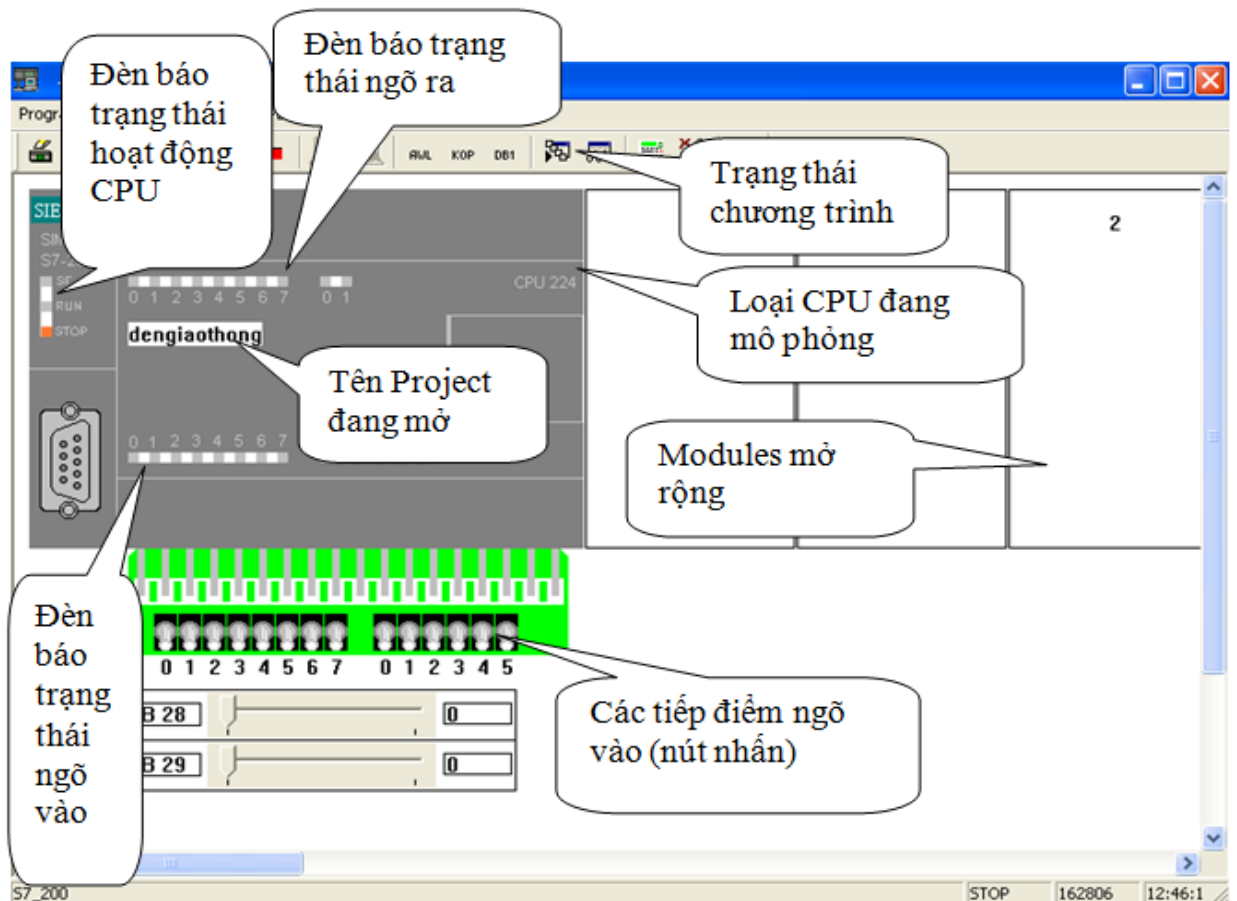 Đèn báo trạng
thái ngõ ra
Đèn báo
trạng thái
hoạt động
CPU
AWL KOP DB1
Trạng thái
chương trình
2
CPU 224
0 1 2 3 4 5 6 7 0 1
RUN
STOP
dengiaothong
Loại CPU đang
mô phỏng
Tên Project
đang mở
0 1 2 3 4 5 6 7
Modules mở
rộng
Đèn
báo
trạng
thái
ngõ
vào
0 1 2 3 4 5 6 7 0 1 2 3 4 5
B 28 0
B 29 0
Các tiếp điểm ngõ
vào (nút nhấn)
S7_200 STOP 162806 12:46:1